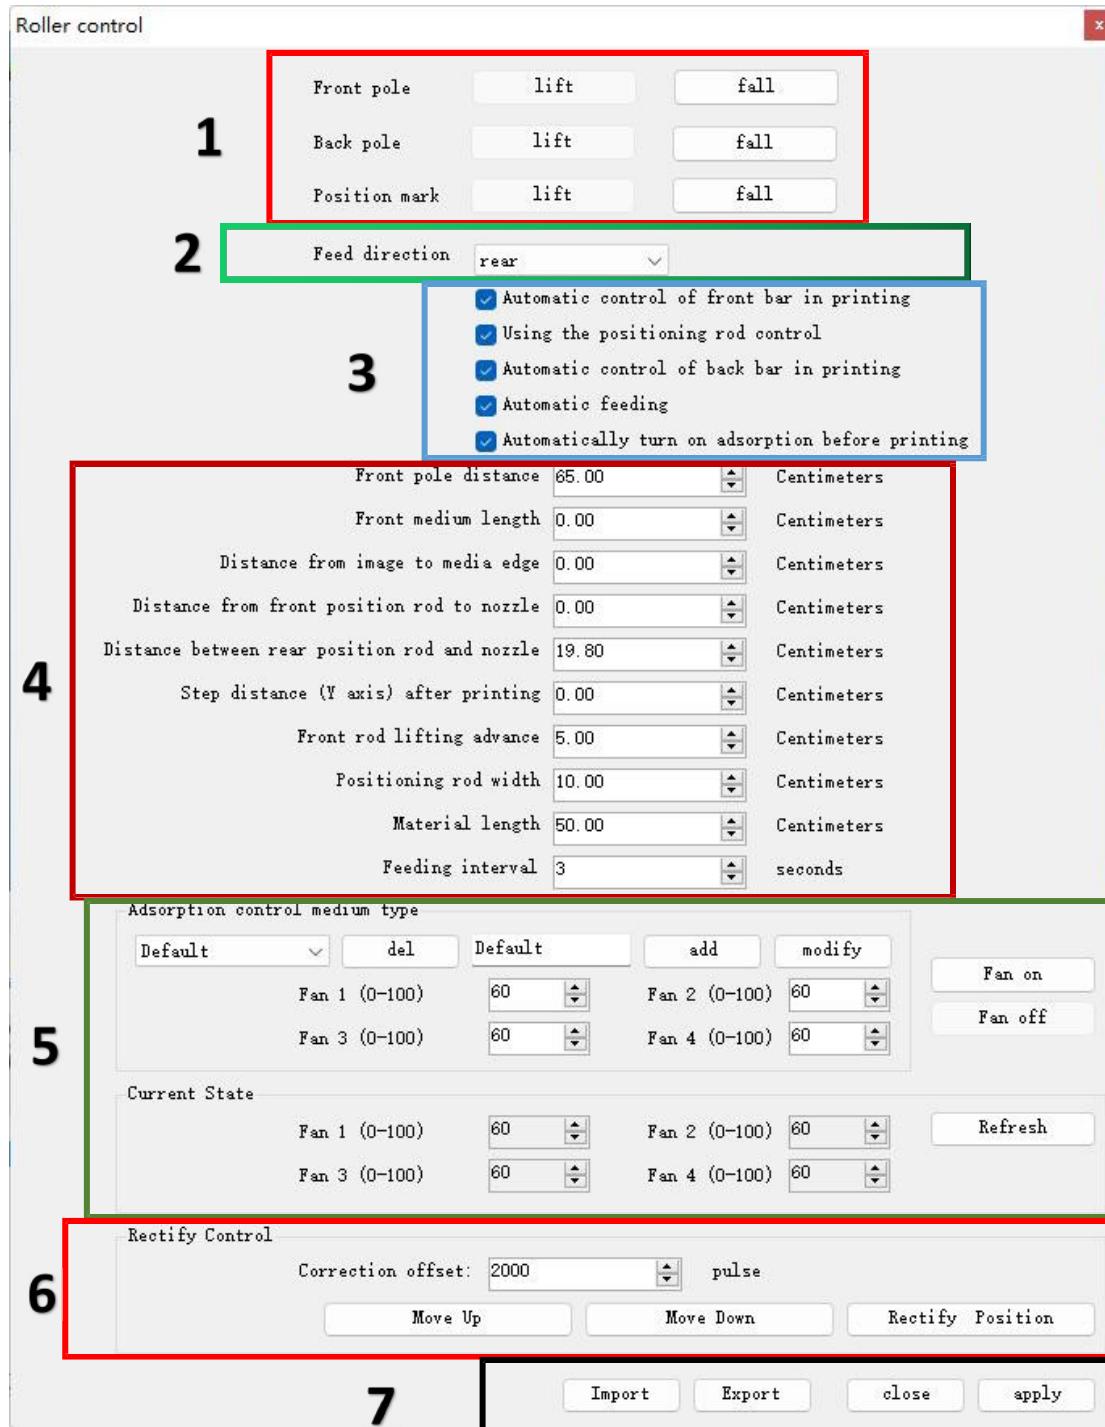 Roller control x
Front pole lift fall
1
Back pole lift fall
Position mark lift fall
2 Feed direction rear
Automatic control of front bar in printing
Using the positioning rod control
3 Automatic control of back bar in printing
Automatic feeding
Automatically turn on adsorption before printing
Front pole distance 65.00 Centimeters
Front medium length 0.00 Centimeters
Distance from image to media edge 0.00 Centimeters
Distance from front position rod to nozzle 0.00 Centimeters
Distance between rear position rod and nozzle 19.80 Centimeters
4 Step distance (Y axis) after printing 0.00 Centimeters
Front rod lifting advance 5.00 Centimeters
Positioning rod width 10.00 Centimeters
Material length 50.00 Centimeters
Feeding interval 3 seconds
Adsorption control medium type
Default del Default add modify
Fan on
Fan 1 (0-100) 60 Fan 2 (0-100) 60
Fan off
Fan 3 (0-100) 60 Fan 4 (0-100) 60
5
Current State
Fan 1 (0-100) 60 Fan 2 (0-100) 60 Refresh
Fan 3 (0-100) 60 Fan 4 (0-100) 60
Rectify Control
Correction offset: 2000 pulse
6
Move Up Move Down Rectify Position
7 Import Export close apply